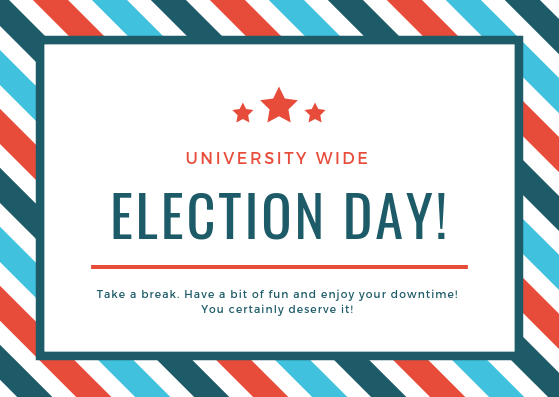 UNIVERSITY WIDE
ELECTION DAY!
Take a break. Have a bit of fun and enjoy your downtime!
You certainly deserve it!